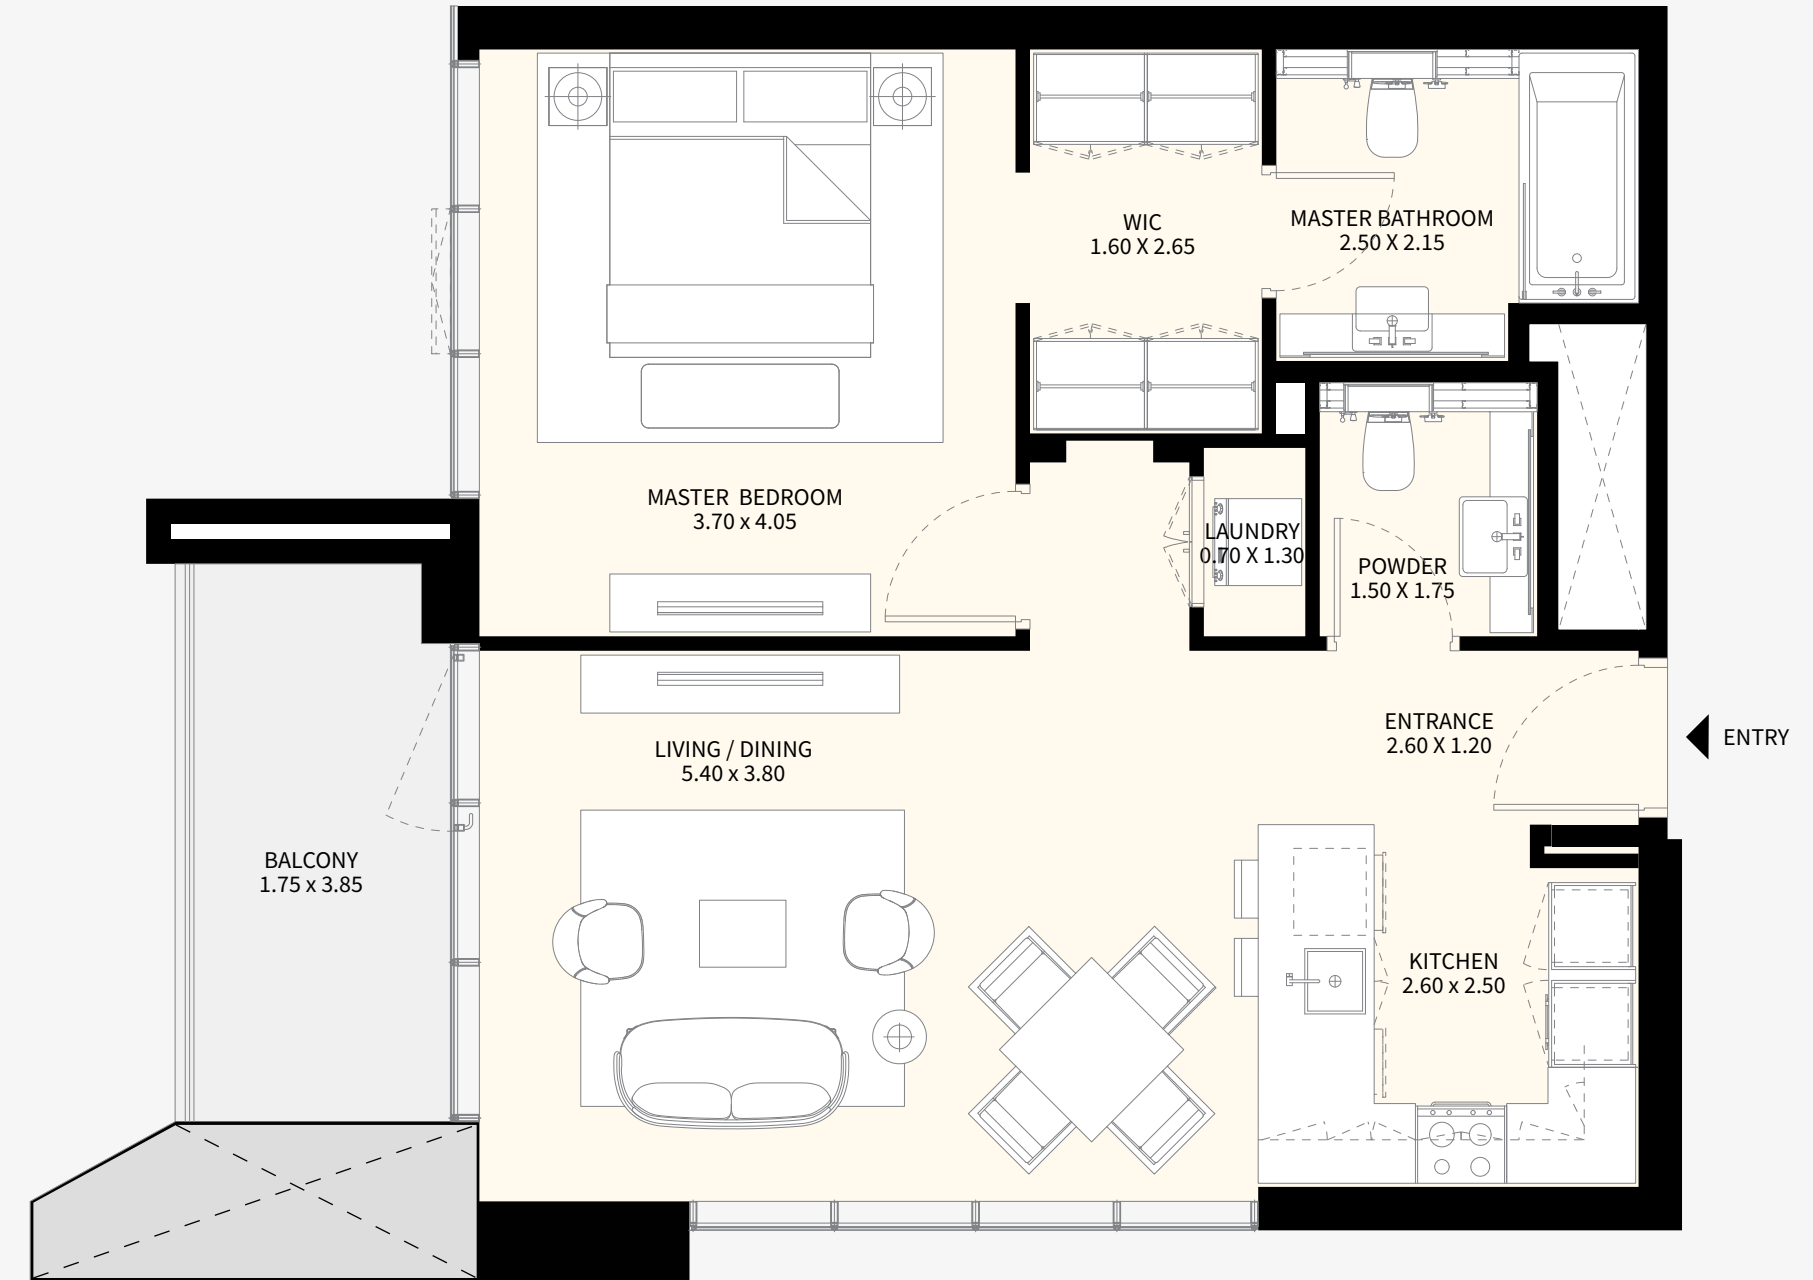 WIC
1.60 X 2.65
MASTER BATHROOM
2.50 X 2.15
MASTER BEDROOM
3.70 x 4.05
LAUNDRY
0.70 X 1.30
POWDER
1.50 X 1.75
LIVING / DINING
5.40 x 3.80
ENTRANCE
2.60 X 1.20
ENTRY
BALCONY
1.75 x 3.85
KITCHEN
2.60 x 2.50